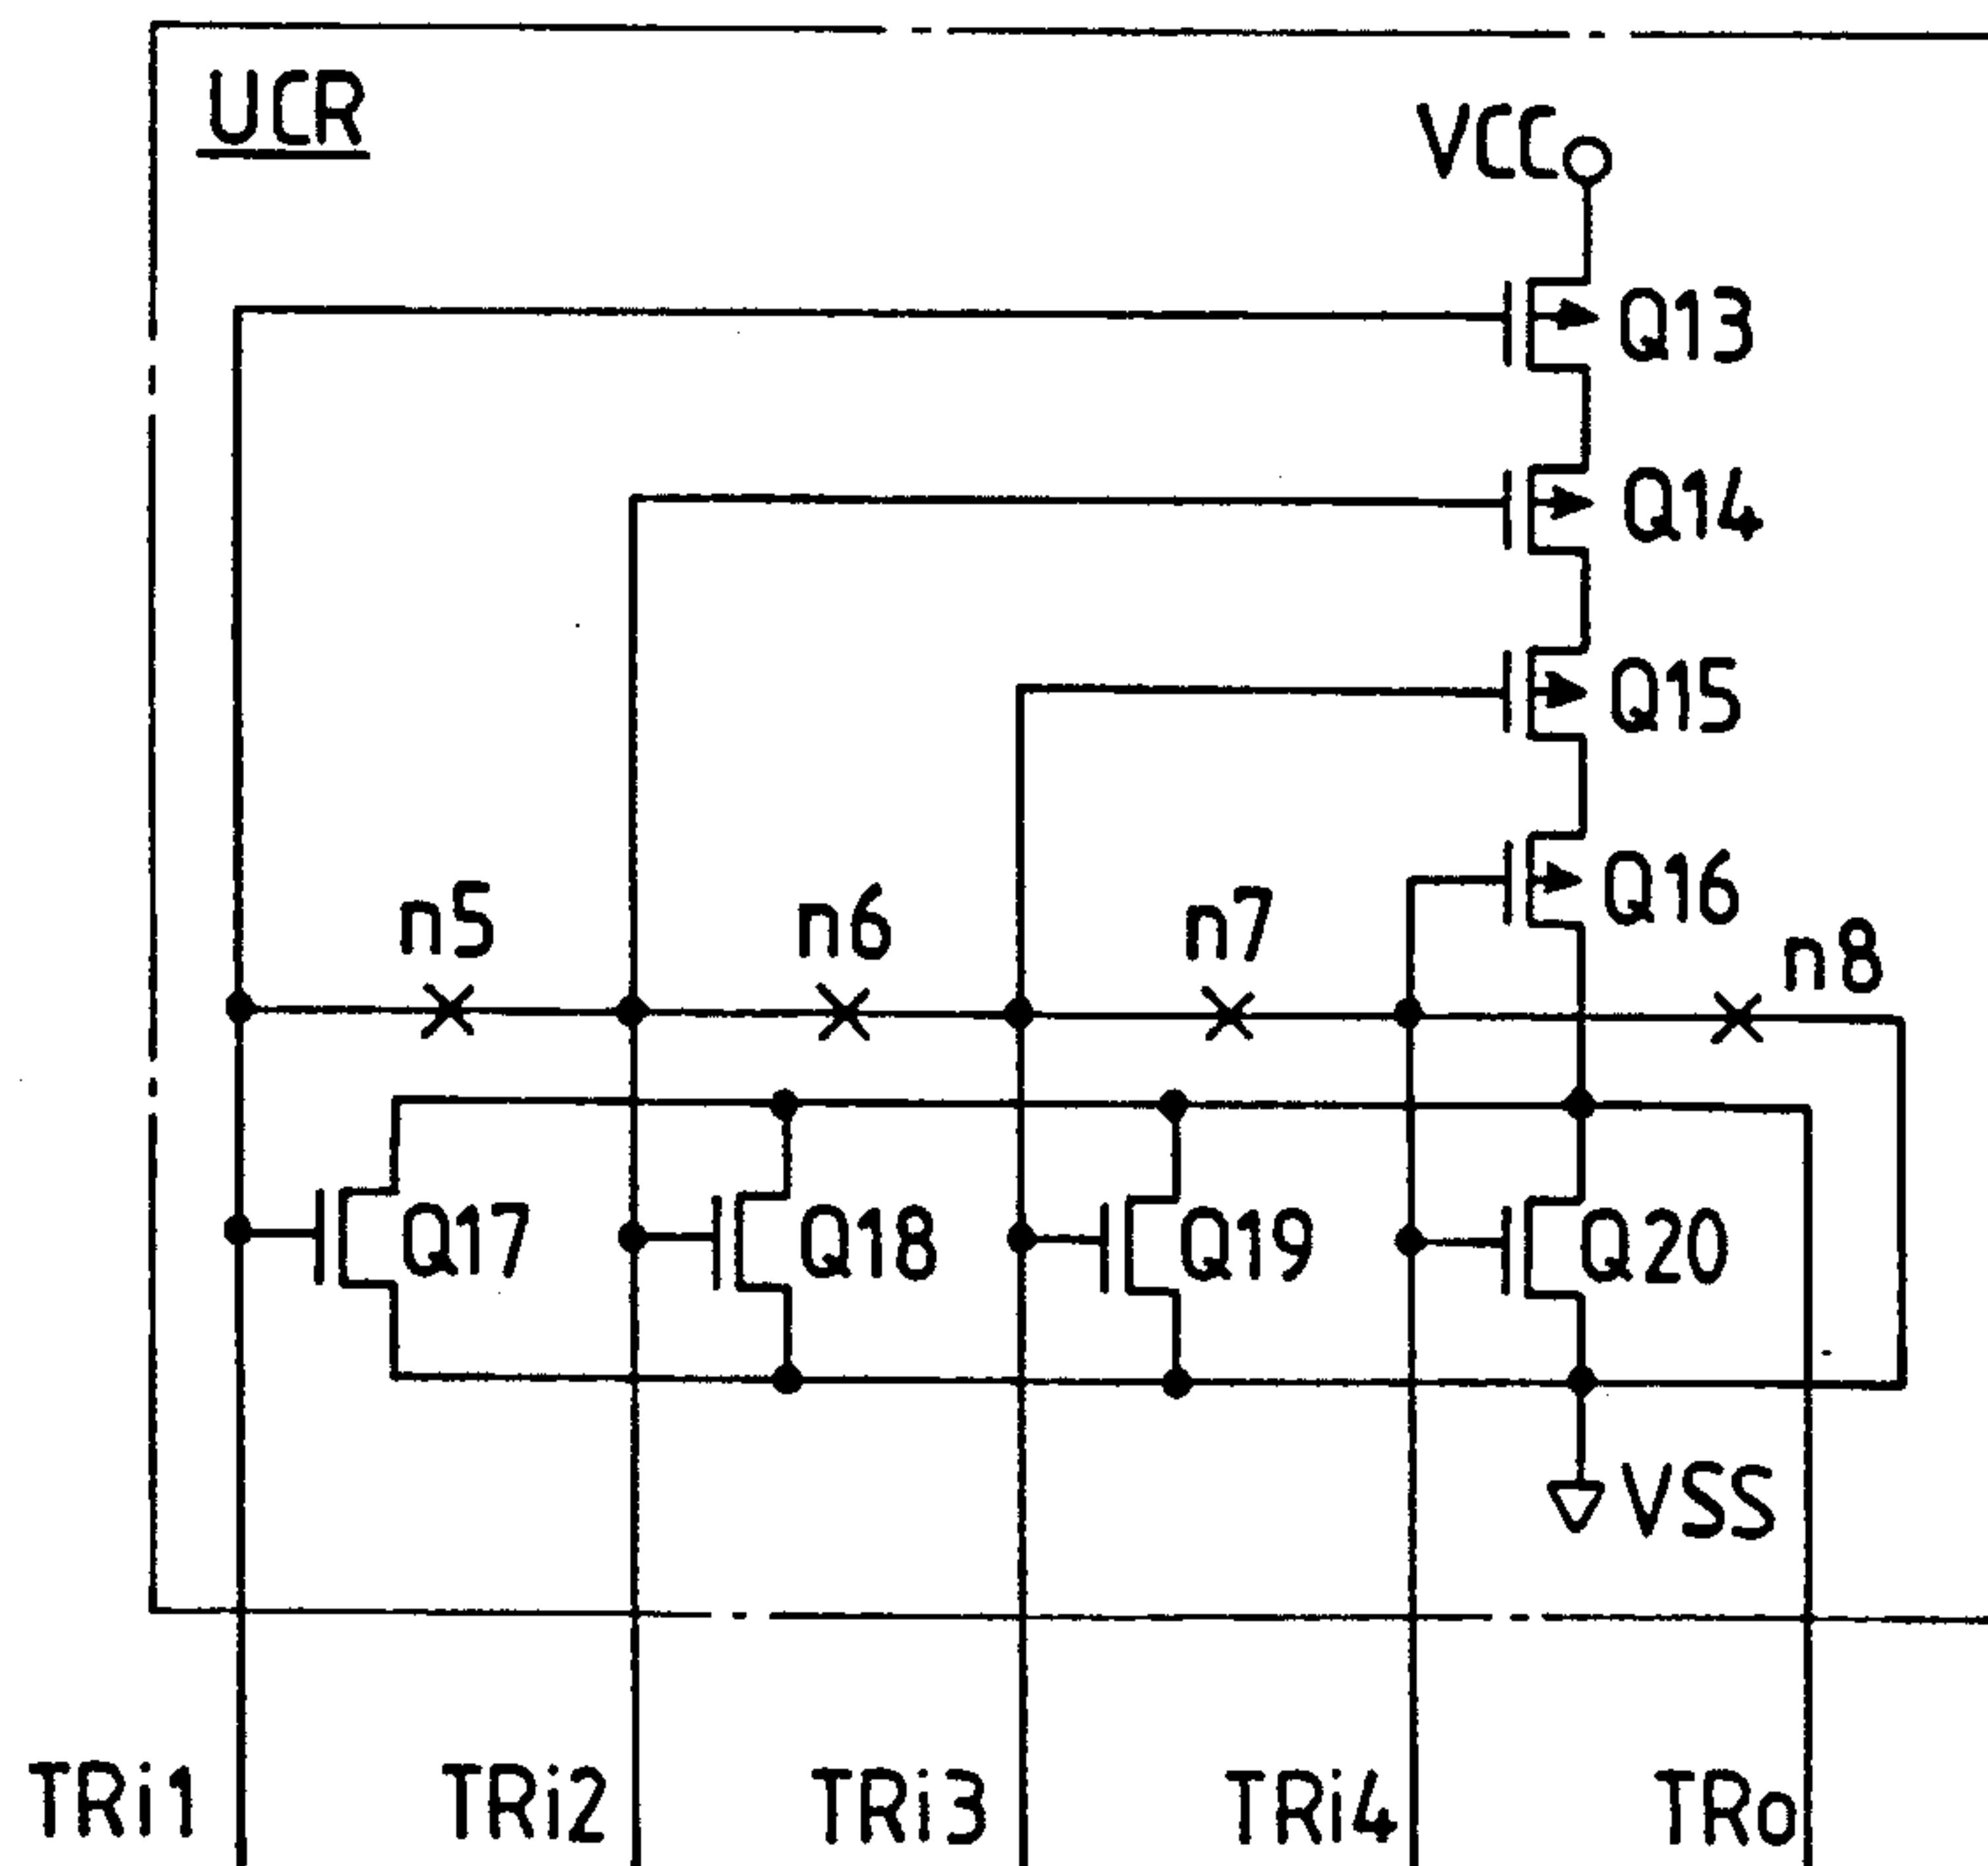 UCR
VCC
Q13
Q14
Q15
Q16
n5 n6 n7 n8
Q17 Q18 Q19 Q20
VSS
TRi1 TRi2 TRi3 TRi4 TRo